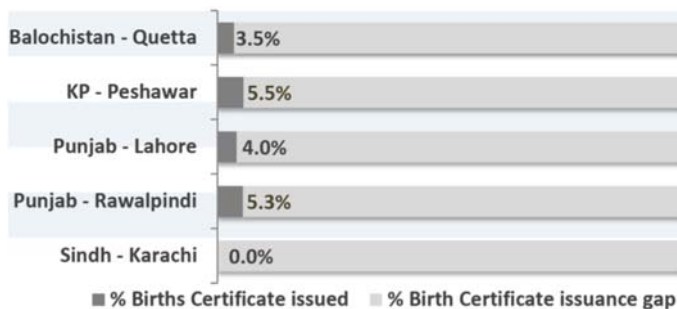 Balochistan - Quetta 3.5%
KP - Peshawar 5.5%
Punjab - Lahore 4.0%
Punjab - Rawalpindi 5.3%
Sindh - Karachi 0.0%
% Births Certificate issued % Birth Certificate issuance gap